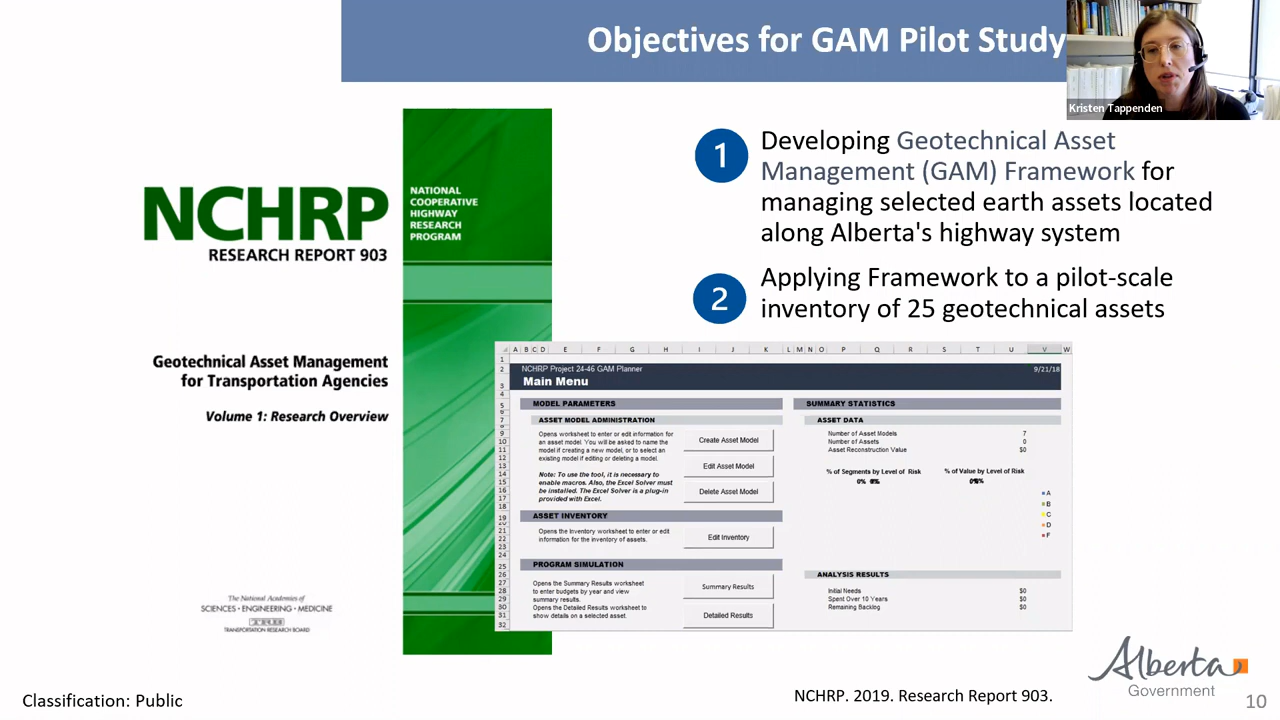 Objectives for GAM Pilot Study
Kristen Tappenden
NCHRP
RESEARCH REPORT 903
NATIONAL
COOPERATIVE
HIGHWAY
RESEARCH
PROGRAM
Geotechnical Asset Management
for Transportation Agencies
Volume 1: Research Overview
The National Academies of
SCIENCES • ENGINEERING • MEDICINE
TRANSPORTATION RESEARCH BOARD
1
Developing Geotechnical Asset
Management (GAM) Framework for
managing selected earth assets located
along Alberta's highway system
2
Applying Framework to a pilot-scale
inventory of 25 geotechnical assets
A B C D E F G H I J K L M N O P Q R S T U V W
NCHRP Project 24-46 GAM Planner
9/21/18
Main Menu
MODEL PARAMETERS
ASSET MODEL ADMINISTRATION
Opens worksheet to enter or edit information for
an asset model. You will be asked to name the
model if creating a new model, or to select an
existing model if editing or deleting a model.
Note: To use the tool, it is necessary to
enable macros. Also, the Excel Solver must
be installed. The Excel Solver is a plug-in
provided with Excel.
Create Asset Model
Edit Asset Model
Delete Asset Model
ASSET INVENTORY
Opens the Inventory worksheet to enter or edit
information for the inventory of assets.
Edit Inventory
PROGRAM SIMULATION
Opens the Summary Results worksheet
to enter budgets by year and view
summary results.
Opens the Detailed Results worksheet to
show details on a selected asset.
Summary Results
Detailed Results
SUMMARY STATISTICS
ASSET DATA
Number of Asset Models 7
Number of Assets 0
Asset Reconstruction Value $0
% of Segments by Level of Risk
% of Value by Level of Risk
A
B
C
D
F
ANALYSIS RESULTS
Initial Needs $0
Spent Over 10 Years $0
Remaining Backlog $0
Alberta
Government
Classification: Public
NCHRP. 2019. Research Report 903.
10